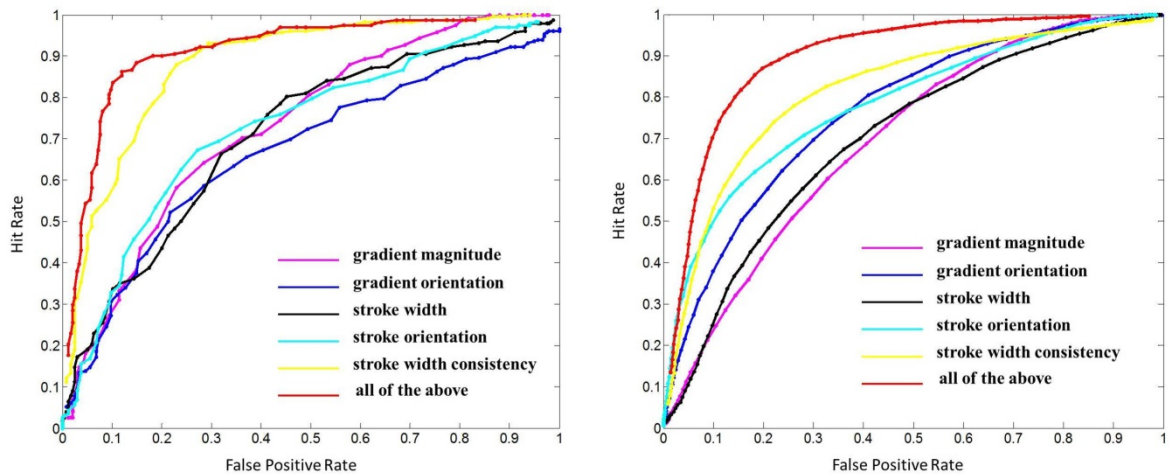 1
0.9
0.8
0.7
0.6
0.5
0.4
0.3
0.2
0.1
0
Hit Rate
gradient magnitude
gradient orientation
stroke width
stroke orientation
stroke width consistency
all of the above
0 0.1 0.2 0.3 0.4 0.5 0.6 0.7 0.8 0.9 1
False Positive Rate
1
0.9
0.8
0.7
0.6
0.5
0.4
0.3
0.2
0.1
0
Hit Rate
gradient magnitude
gradient orientation
stroke width
stroke orientation
stroke width consistency
all of the above
0 0.1 0.2 0.3 0.4 0.5 0.6 0.7 0.8 0.9 1
False Positive Rate